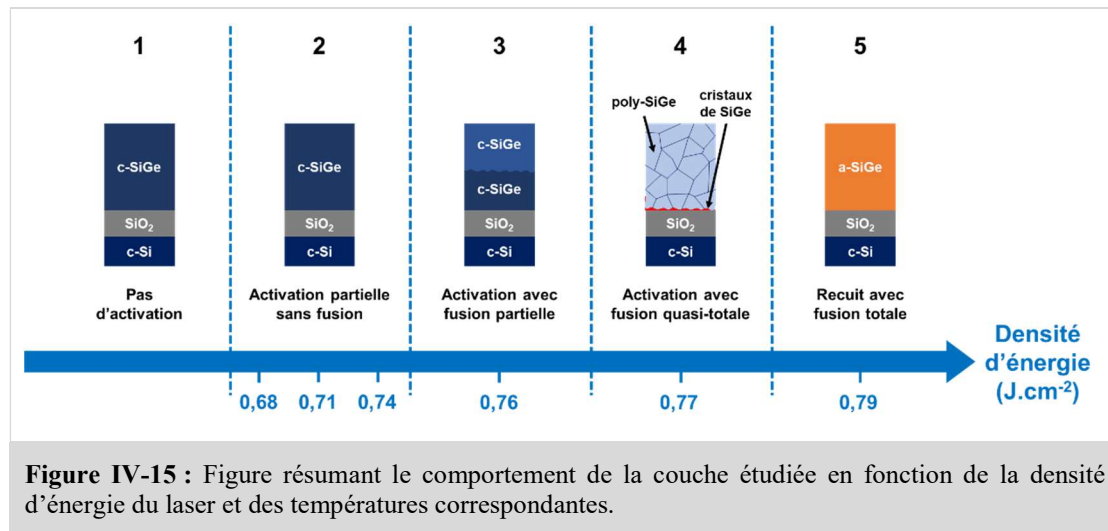 1 2 3 4 5
poly-SiGe
cristaux
de SiGe
c-SiGe
SiO₂
c-Si
c-SiGe
SiO₂
c-Si
c-SiGe
c-SiGe
SiO₂
c-Si
SiO₂
c-Si
a-SiGe
SiO₂
c-Si
Pas
d'activation
Activation partielle
sans fusion
Activation avec
fusion partielle
Activation avec
fusion quasi-totale
Recuit avec
fusion totale
Densité
d'énergie
(J.cm⁻²)
0,68 0,71 0,74 0,76 0,77 0,79
Figure IV-15 : Figure résumant le comportement de la couche étudiée en fonction de la densité
d'énergie du laser et des températures correspondantes.